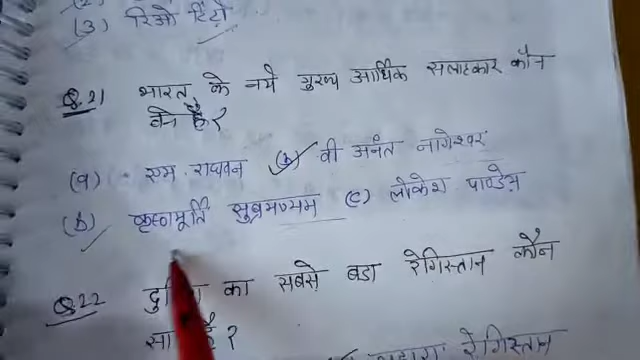 (3) रिओ टिंटो
Q.21 भारत के नये मुख्य आर्थिक सलाहकार कौन
बने है?
(a) एम राघवन (b) वी अनंत नागेश्वर
(b) कृष्णमूर्ति सुब्रमण्यम (c) लोकेश पाण्डेय
Q.22 का सबसे बडा रेगिस्तान कौन
सा है?
सहारा रेगिस्तान